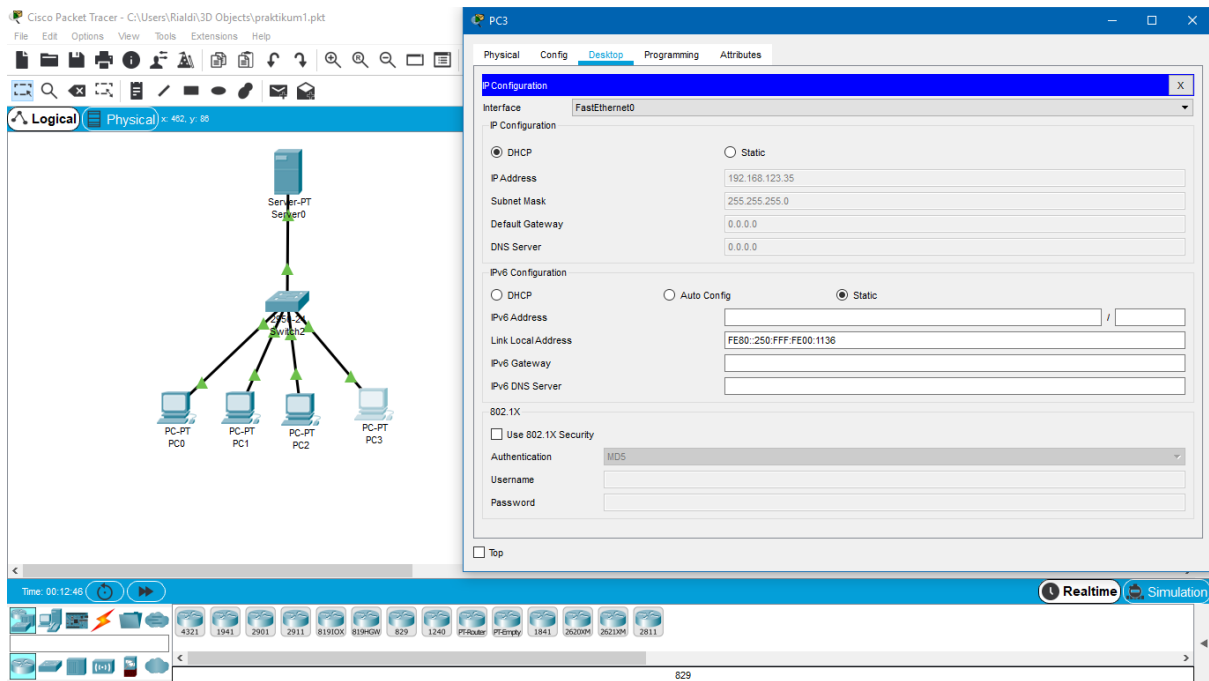 Cisco Packet Tracer - C:\Users\Rialdi\3D Objects\praktikum1.pkt
File Edit Options View Tools Extensions Help
Logical Physical x: 462, y: 86
Server-PT
Server0
2950-24
Switch2
PC-PT PC-PT PC-PT PC-PT
PC0 PC1 PC2 PC3
PC3
Physical Config Desktop Programming Attributes
IP Configuration X
Interface FastEthernet0
IP Configuration
DHCP Static
IP Address 192.168.123.35
Subnet Mask 255.255.255.0
Default Gateway 0.0.0.0
DNS Server 0.0.0.0
IPv6 Configuration
DHCP Auto Config Static
IPv6 Address /
Link Local Address FE80::250:FFF:FE00:1136
IPv6 Gateway
IPv6 DNS Server
802.1X
Use 802.1X Security
Authentication MD5
Username
Password
Top
Time: 00:12:46 Realtime Simulation
4321 1941 2901 2911 819IOX 819HGW 829 1240 PT-Router PT-Empty 1841 2620XM 2621XM 2811
829